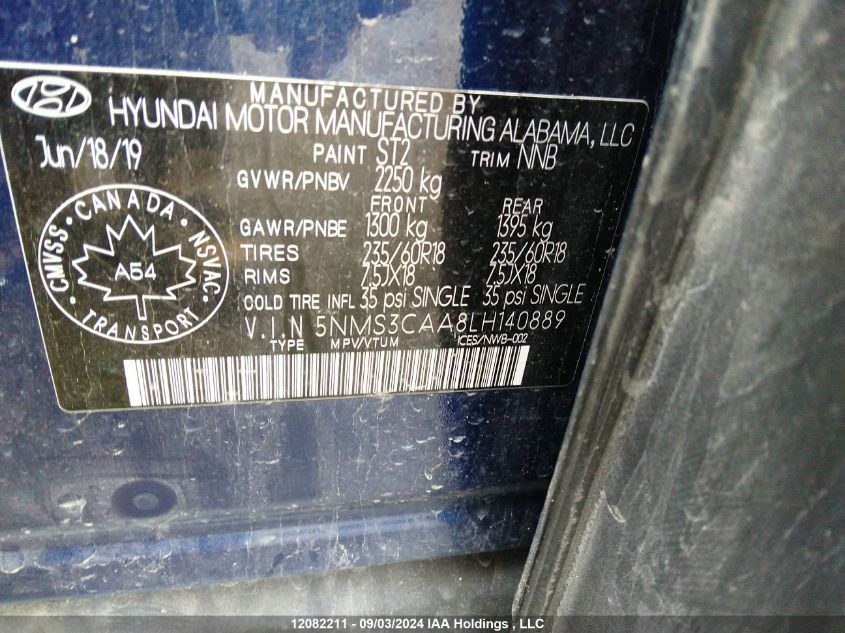 MANUFACTURED BY
HYUNDAI MOTOR MANUFACTURING ALABAMA, LLC
Jun/18/19
PAINT ST2 TRIM NNB
GVWR/PNBV 2250 kg
FRONT REAR
GAWR/PNBE 1300 kg 1395 kg
TIRES 235/60R18 235/60R18
RIMS 7.5JX18 7.5JX18
COLD TIRE INFL 35 psi SINGLE 35 psi SINGLE
V.I.N 5NMS3CAA8LH140889
TYPE MPV/VTUM ICES/NWB-002
CMVSS · CANADA · NSVAC · TRANSPORT ·
A54
12082211 - 09/03/2024 IAA Holdings , LLC